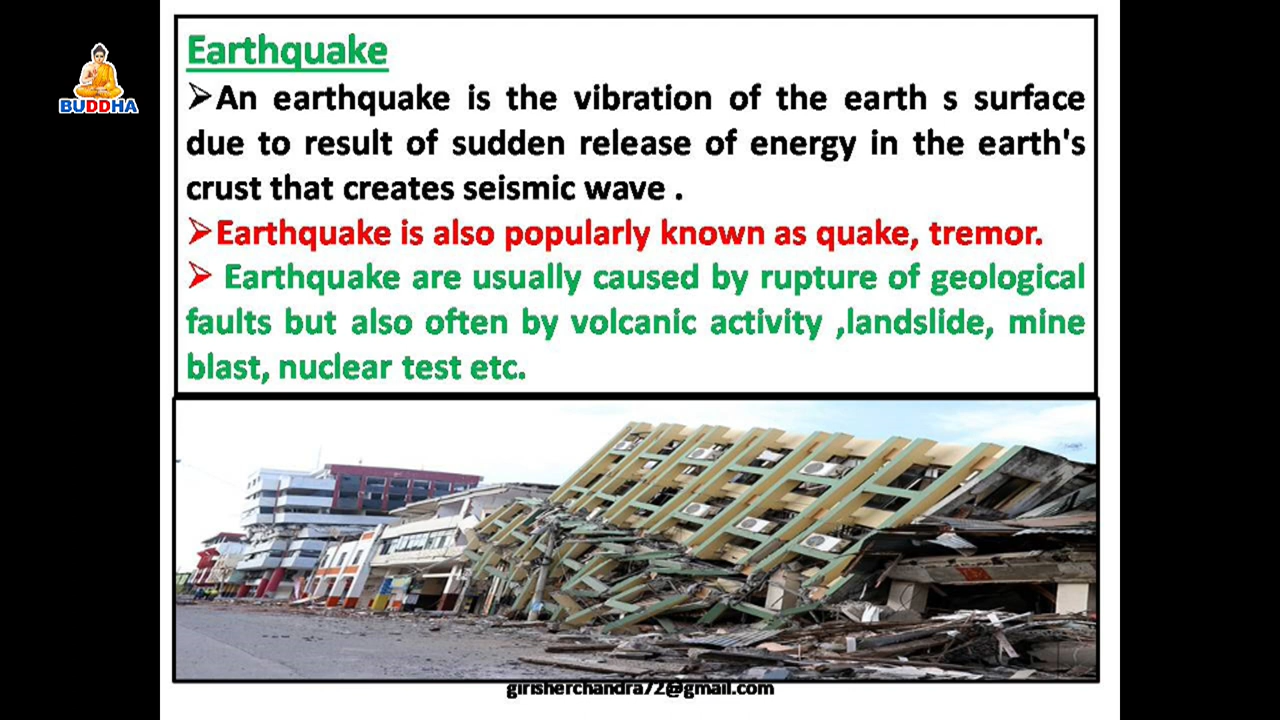 BUDDHA
Earthquake
➢An earthquake is the vibration of the earth s surface
due to result of sudden release of energy in the earth's
crust that creates seismic wave .
➢Earthquake is also popularly known as quake, tremor.
➢ Earthquake are usually caused by rupture of geological
faults but also often by volcanic activity ,landslide, mine
blast, nuclear test etc.
girisherchandra72@gmail.com